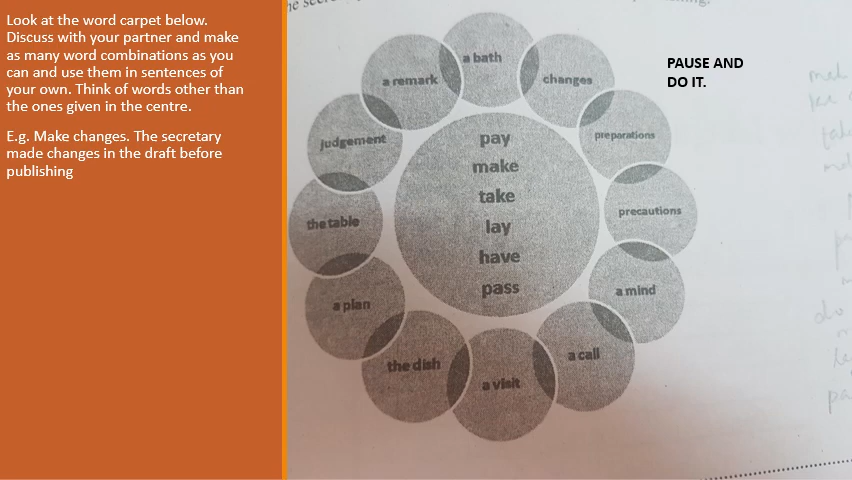 Look at the word carpet below.
Discuss with your partner and make
as many word combinations as you
can and use them in sentences of
your own. Think of words other than
the ones given in the centre.
E.g. Make changes. The secretary
made changes in the draft before
publishing
PAUSE AND
DO IT.
a bath
changes
preparations
precautions
a mind
a call
a visit
the dish
a plan
the table
judgement
a remark
pay
make
take
lay
have
pass